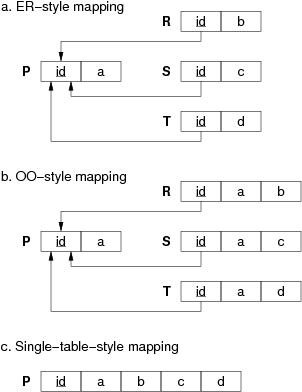 a. ER–style mapping
R id b
P id a S id c
T id d
b. OO–style mapping
R id a b
P id a S id a c
T id a d
c. Single–table–style mapping
P id a b c d